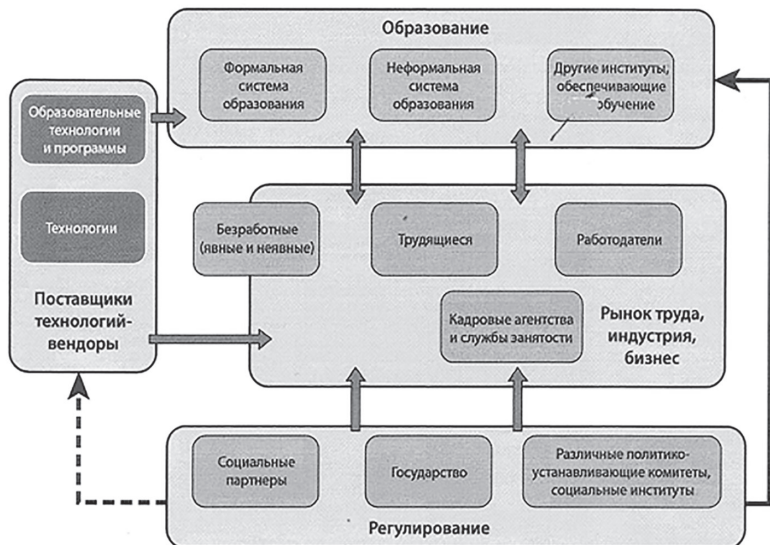 Образование
Формальная
система
образования
Неформальная
система
образования
Другие институты,
обеспечивающие
обучение
Образовательные
технологии
и программы
Технологии
Поставщики
технологий-
вендоры
Безработные
(явные и неявные)
Трудящиеся
Работодатели
Кадровые агентства
и службы занятости
Рынок труда,
индустрия,
бизнес
Социальные
партнеры
Государство
Различные политико-
устанавливающие комитеты,
социальные институты
Регулирование